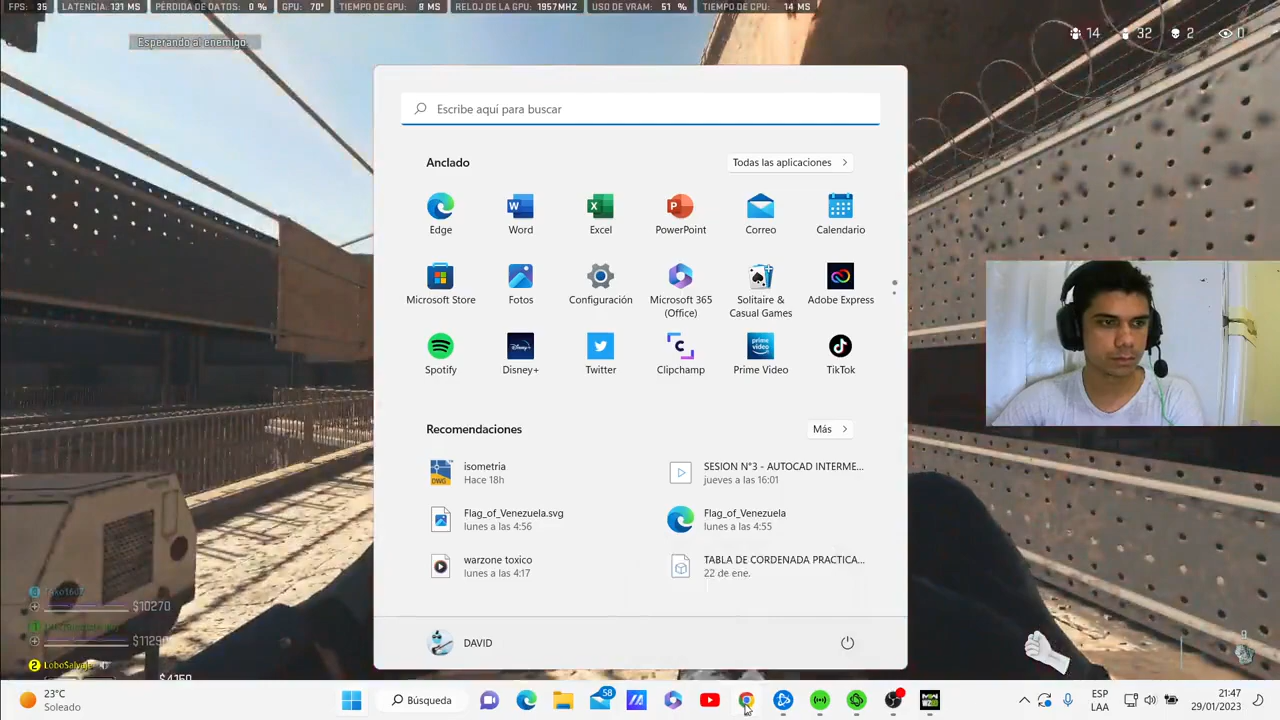 FPS: 35 LATENCIA: 131 MS PÉRDIDA DE DATOS: 0 % GPU: 70° TIEMPO DE GPU: 8 MS RELOJ DE LA GPU: 1957MHZ USO DE VRAM: 51 % TIEMPO DE CPU: 14 MS
Esperando al enemigo.
14 32 2 0
Escribe aquí para buscar
Anclado
Todas las aplicaciones
Edge Word Excel PowerPoint Correo Calendario
Microsoft Store Fotos Configuración Microsoft 365 (Office) Solitaire & Casual Games Adobe Express
Spotify Disney+ Twitter Clipchamp Prime Video TikTok
Recomendaciones
Más
isometria
Hace 18h
SESION N°3 - AUTOCAD INTERME...
jueves a las 16:01
Flag_of_Venezuela.svg
lunes a las 4:56
Flag_of_Venezuela
lunes a las 4:55
warzone toxico
lunes a las 4:17
TABLA DE CORDENADA PRACTICA...
22 de ene.
DAVID
$10270
$11290
2 LoboSalvaje
$4150
23°C
Soleado
Búsqueda
58
ESP
LAA
21:47
29/01/2023